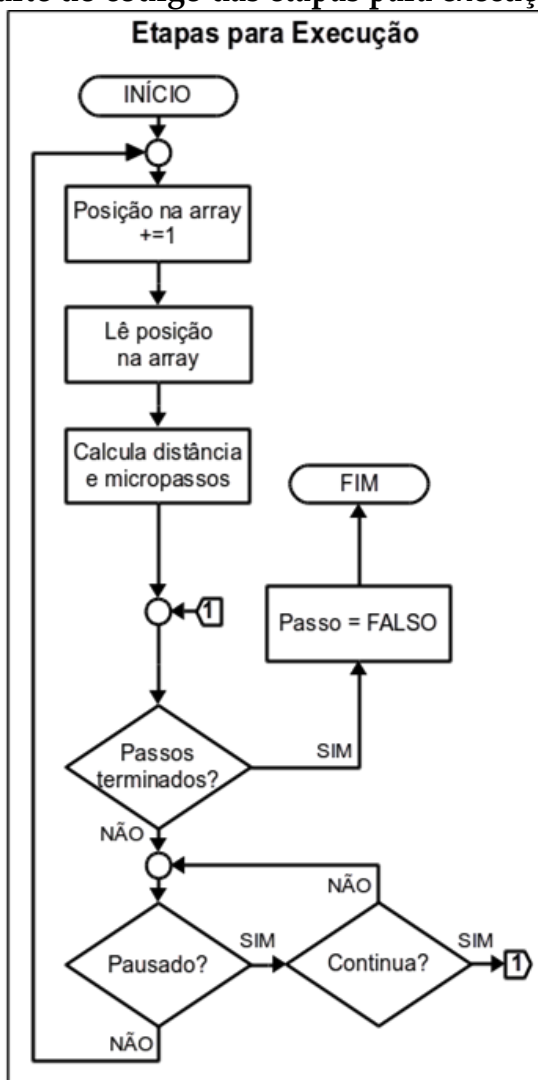 Etapas para Execução
INÍCIO
Posição na array
+=1
Lê posição
na array
Calcula distância
e micropassos
FIM
1
Passo = FALSO
Passos
terminados?
SIM
NÃO
NÃO
Pausado?
SIM
Continua?
SIM
1
NÃO